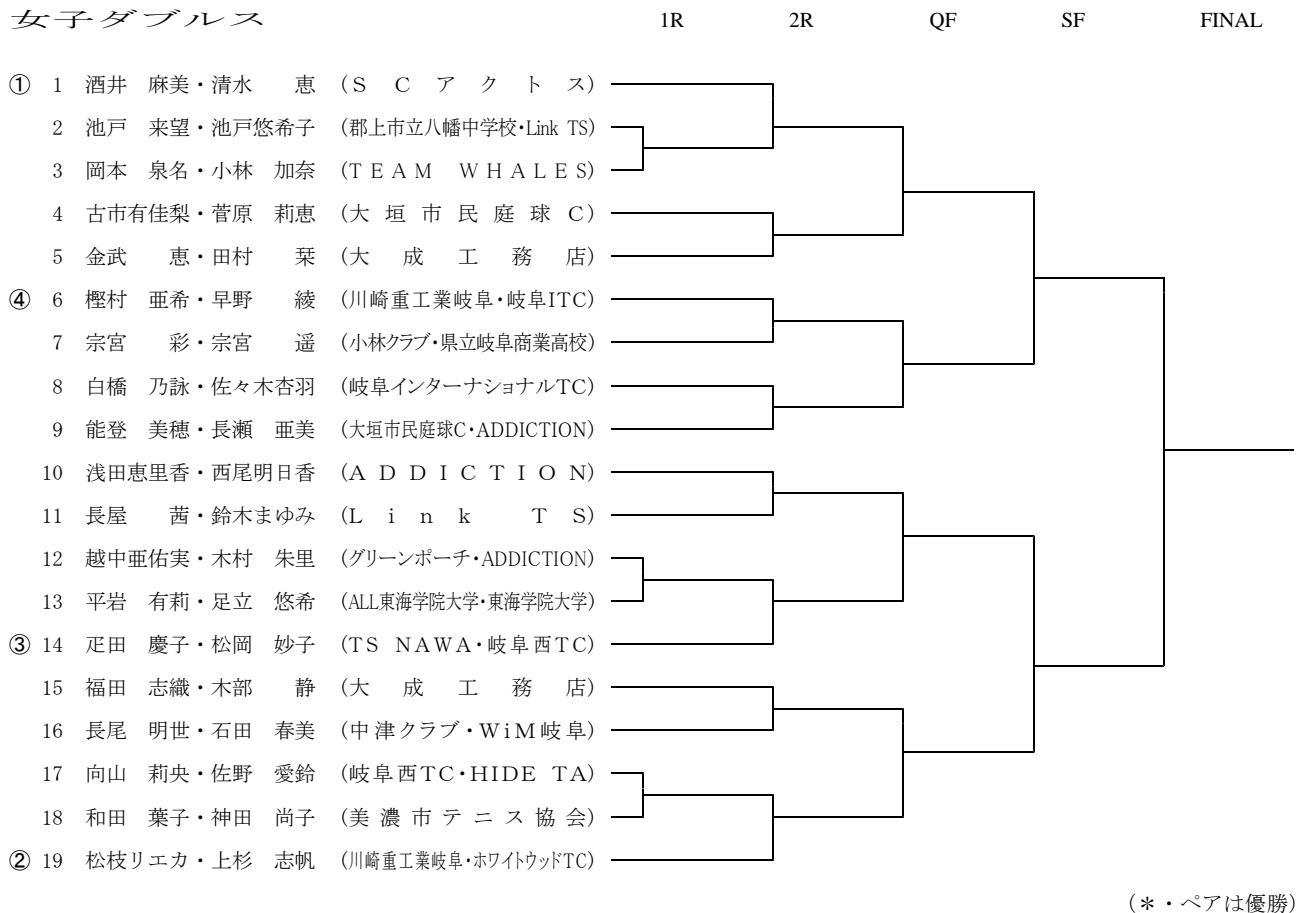 女子ダブルス 1R 2R QF SF FINAL
① 1 酒井 麻美・清水 恵 (SCアクトス)
2 池戸 来望・池戸悠希子 (郡上市立八幡中学校・Link TS)
3 岡本 泉名・小林 加奈 (TEAM WHALES)
4 古市有佳梨・菅原 莉恵 (大垣市民庭球C)
5 金武 恵・田村 栞 (大成工務店)
④ 6 樫村 亜希・早野 綾 (川崎重工業岐阜・岐阜ITC)
7 宗宮 彩・宗宮 遥 (小林クラブ・県立岐阜商業高校)
8 白橋 乃詠・佐々木杏羽 (岐阜インターナショナルTC)
9 能登 美穂・長瀬 亜美 (大垣市民庭球C・ADDICTION)
10 浅田恵里香・西尾明日香 (ADDICTION)
11 長屋 茜・鈴木まゆみ (Link TS)
12 越中亜佑実・木村 朱里 (グリーンポーチ・ADDICTION)
13 平岩 有莉・足立 悠希 (ALL東海学院大学・東海学院大学)
③ 14 疋田 慶子・松岡 妙子 (TS NAWA・岐阜西TC)
15 福田 志織・木部 静 (大成工務店)
16 長尾 明世・石田 春美 (中津クラブ・WiM岐阜)
17 向山 莉央・佐野 愛鈴 (岐阜西TC・HIDE TA)
18 和田 葉子・神田 尚子 (美濃市テニス協会)
② 19 松枝リエカ・上杉 志帆 (川崎重工業岐阜・ホワイトウッドTC)
(＊・ペアは優勝)